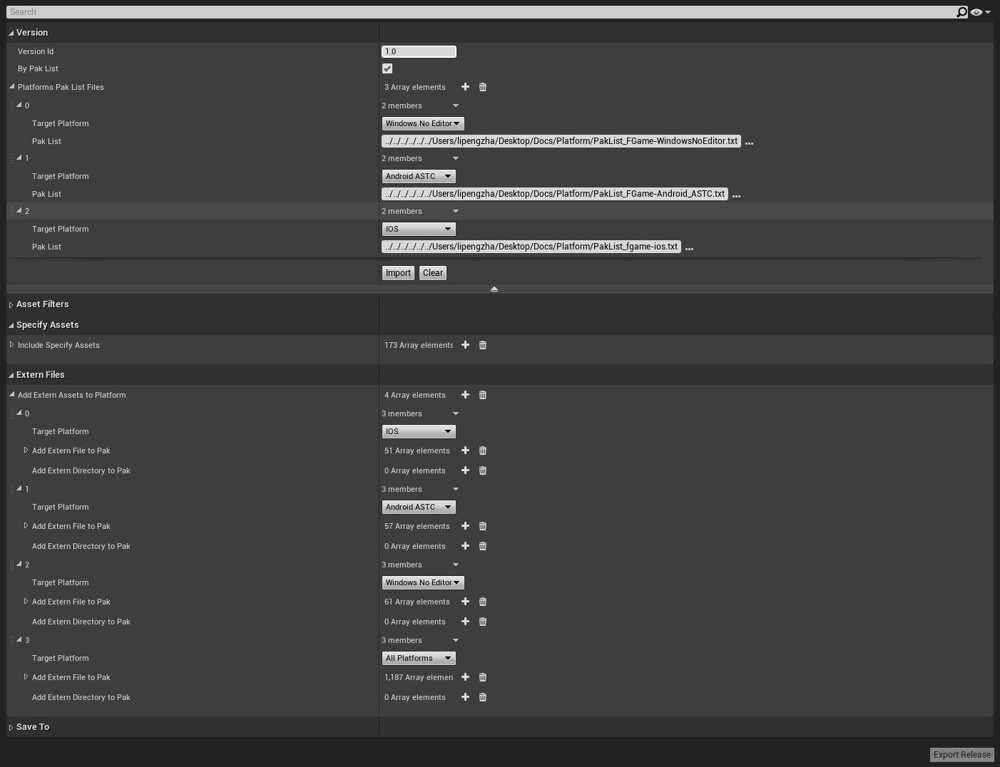 Search
Version
Version Id 1.0
By Pak List
Platforms Pak List Files 3 Array elements
0 2 members
Target Platform Windows No Editor
Pak List ../../../../../../Users/lipengzha/Desktop/Docs/Platform/PakList_FGame-WindowsNoEditor.txt ...
1 2 members
Target Platform Android ASTC
Pak List ../../../../../../Users/lipengzha/Desktop/Docs/Platform/PakList_FGame-Android_ASTC.txt ...
2 2 members
Target Platform IOS
Pak List ../../../../../../Users/lipengzha/Desktop/Docs/Platform/PakList_fgame-ios.txt ...
Import Clear
Asset Filters
Specify Assets
Include Specify Assets 173 Array elements
Extern Files
Add Extern Assets to Platform 4 Array elements
0 3 members
Target Platform IOS
Add Extern File to Pak 51 Array elements
Add Extern Directory to Pak 0 Array elements
1 3 members
Target Platform Android ASTC
Add Extern File to Pak 57 Array elements
Add Extern Directory to Pak 0 Array elements
2 3 members
Target Platform Windows No Editor
Add Extern File to Pak 61 Array elements
Add Extern Directory to Pak 0 Array elements
3 3 members
Target Platform All Platforms
Add Extern File to Pak 1,187 Array elemen
Add Extern Directory to Pak 0 Array elements
Save To
Export Release